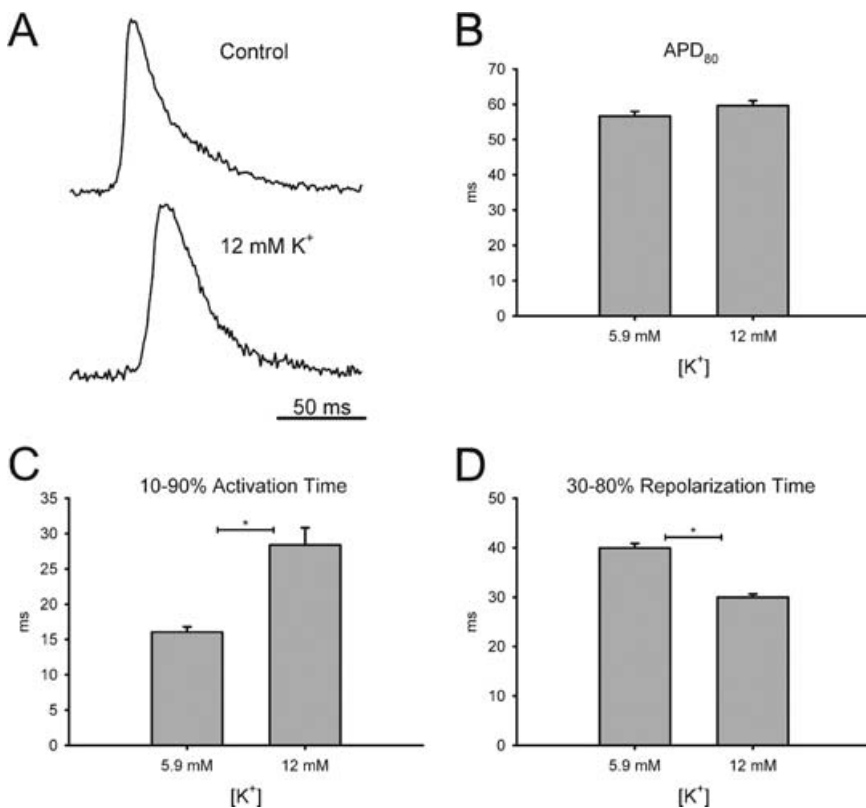 A
Control
12 mM K⁺
50 ms
B
APD₈₀
70
60
50
40
30
20
10
0
ms
5.9 mM 12 mM
[K⁺]
C
10-90% Activation Time
35
30
25
20
15
10
5
0
ms
*
5.9 mM 12 mM
[K⁺]
D
30-80% Repolarization Time
50
40
30
20
10
0
ms
*
5.9 mM 12 mM
[K⁺]